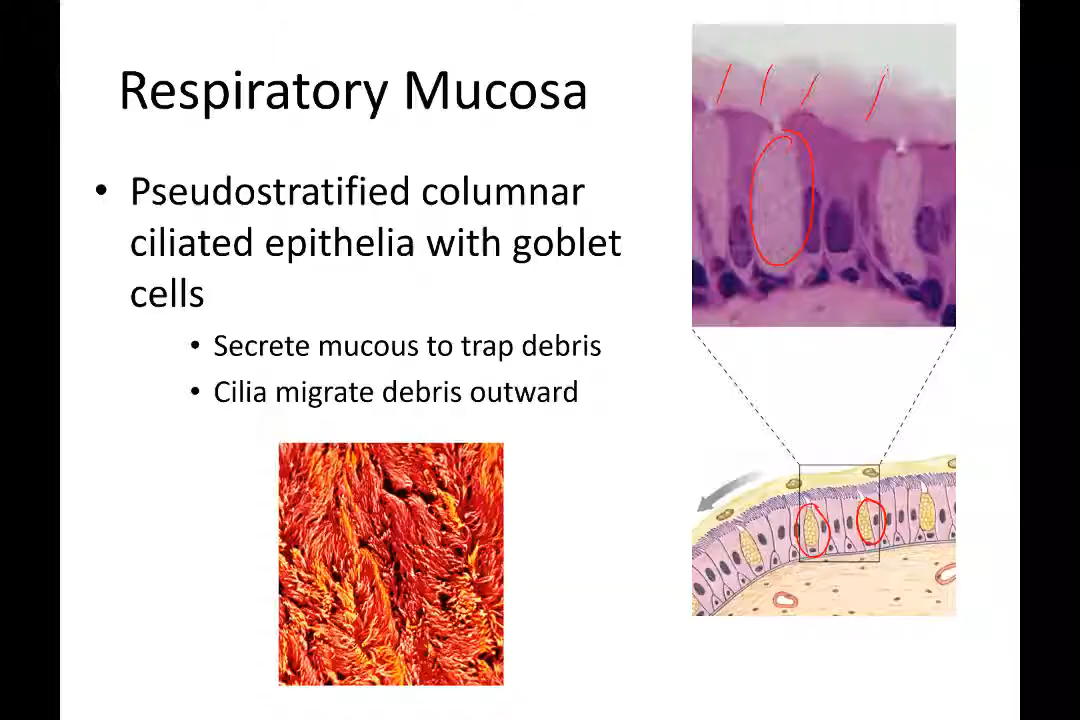 Respiratory Mucosa
• Pseudostratified columnar
ciliated epithelia with goblet
cells
• Secrete mucous to trap debris
• Cilia migrate debris outward